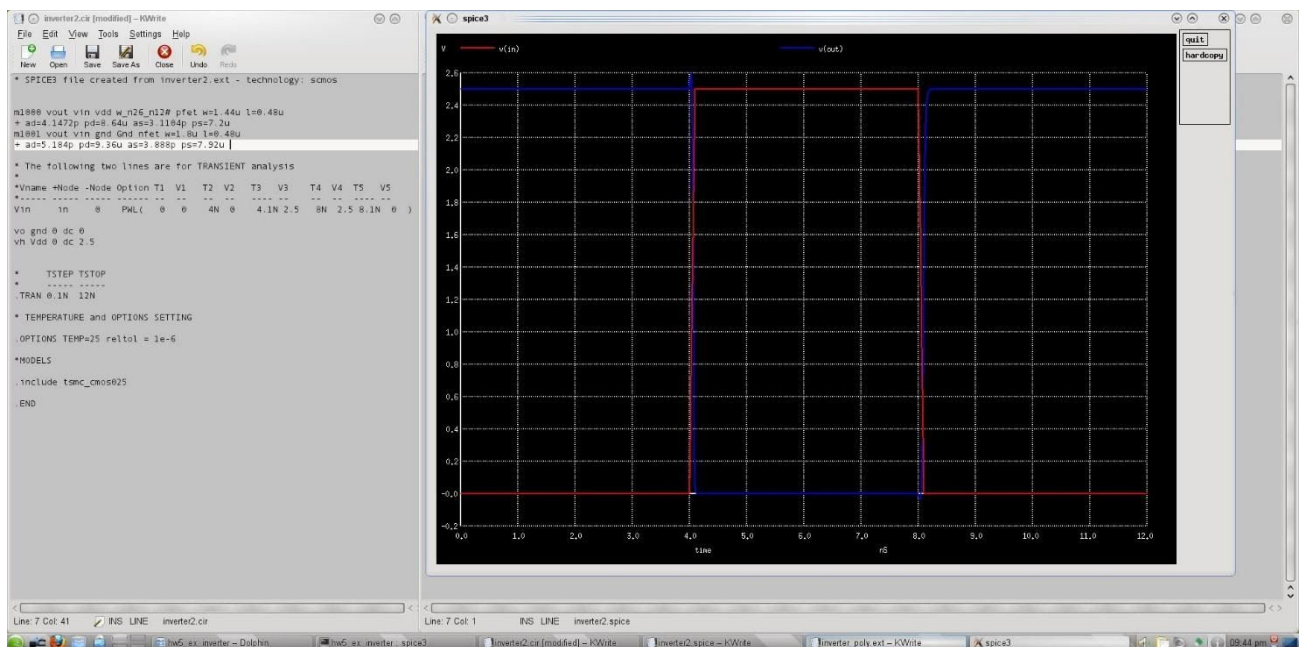 inverter2.cir [modified] – KWrite
File Edit View Tools Settings Help
New Open Save Save As Close Undo Redo
* SPICE3 file created from inverter2.ext - technology: scmos
m1000 vout vin vdd w_n26_n12# pfet w=1.44u l=0.48u
+ ad=4.1472p pd=8.64u as=3.1104p ps=7.2u
m1001 vout vin gnd Gnd nfet w=1.8u l=0.48u
+ ad=5.184p pd=9.36u as=3.888p ps=7.92u
* The following two lines are for TRANSIENT analysis
*
*Vname +Node -Node Option T1 V1 T2 V2 T3 V3 T4 V4 T5 V5
*----- ----- ----- ------ -- -- -- -- ---- -- -- -- ---- --
Vin in 0 PWL( 0 0 4N 0 4.1N 2.5 8N 2.5 8.1N 0 )
vo gnd 0 dc 0
vh Vdd 0 dc 2.5
* TSTEP TSTOP
* ----- -----
.TRAN 0.1N 12N
* TEMPERATURE and OPTIONS SETTING
.OPTIONS TEMP=25 reltol = 1e-6
*MODELS
.include tsmc_cmos025
.END
Line: 7 Col: 41 INS LINE inverter2.cir
spice3
quit
hardcopy
V v(in) v(out)
2.6
2.4
2.2
2.0
1.8
1.6
1.4
1.2
1.0
0.8
0.6
0.4
0.2
-0.0
-0.2
0.0 1.0 2.0 3.0 4.0 5.0 6.0 7.0 8.0 9.0 10.0 11.0 12.0
time nS
Line: 7 Col: 1 INS LINE inverter2.spice
hw5_ex_inverter – Dolphin
hw5_ex_inverter : spice3
inverter2.cir [modified] – KWrite
inverter2.spice – KWrite
inverter_poly.ext – KWrite
spice3
09:44 pm